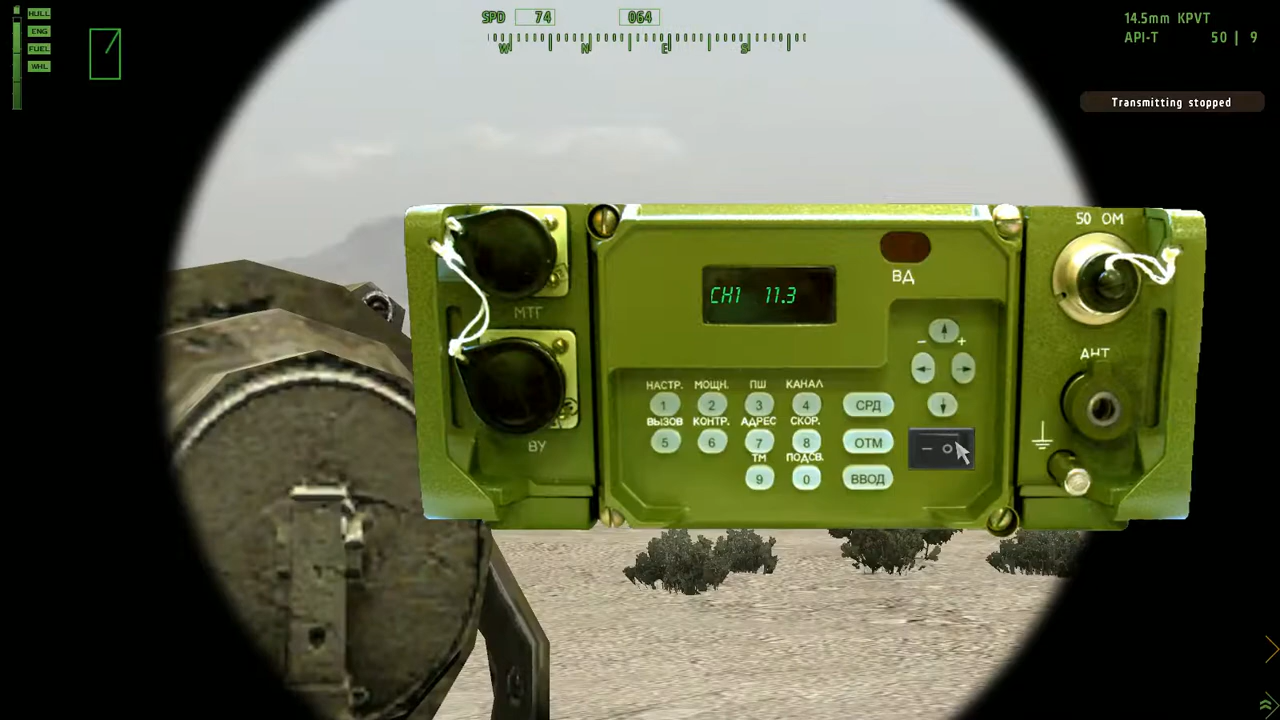 HULL
ENG
FUEL
WHL
SPD 74 064
W N E S
14.5mm KPVT
API-T 50 | 9
Transmitting stopped
50 ОМ
ВД
CH1 11.3
МТГ
- +
АНТ
НАСТР. МОЩН. ПШ КАНАЛ
1 2 3 4 СРД
ВЫЗОВ КОНТР. АДРЕС СКОР.
5 6 7 8 ОТМ
ВУ
ТМ ПОДСВ.
9 0 ВВОД